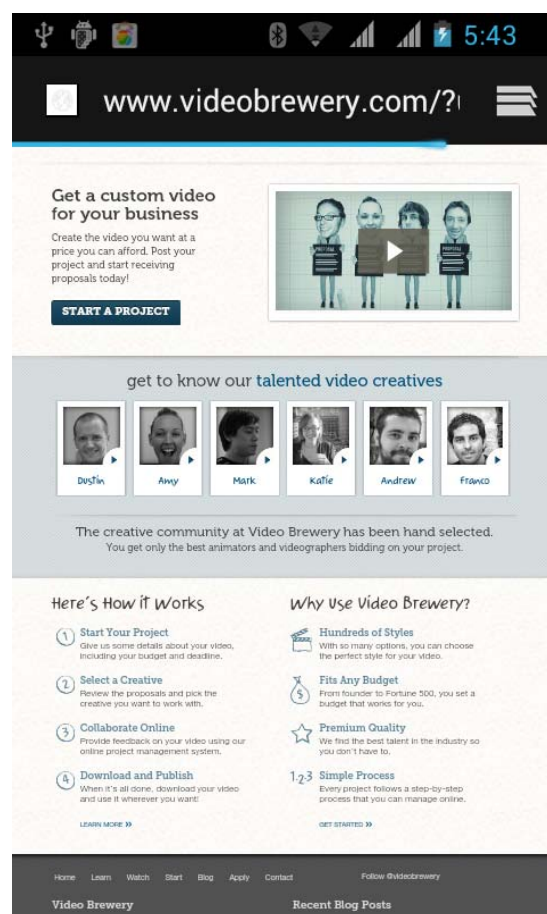 5:43
www.videobrewery.com/?
Get a custom video
for your business
Create the video you want at a
price you can afford. Post your
project and start receiving
proposals today!
START A PROJECT
PROPOSAL PROPOSAL PROPOSAL
get to know our talented video creatives
Dustin Amy Mark Katie Andrew Franco
The creative community at Video Brewery has been hand selected.
You get only the best animators and videographers bidding on your project.
Here's How it Works
1 Start Your Project
Give us some details about your video,
including your budget and deadline.
2 Select a Creative
Review the proposals and pick the
creative you want to work with.
3 Collaborate Online
Provide feedback on your video using our
online project management system.
4 Download and Publish
When it's all done, download your video
and use it wherever you want!
LEARN MORE »
Why Use Video Brewery?
Hundreds of Styles
With so many options, you can choose
the perfect style for your video.
$ Fits Any Budget
From founder to Fortune 500, you set a
budget that works for you.
Premium Quality
We find the best talent in the industry so
you don't have to.
1-2-3 Simple Process
Every project follows a step-by-step
process that you can manage online.
GET STARTED »
Home Learn Watch Start Blog Apply Contact Follow @videobrewery
Video Brewery Recent Blog Posts